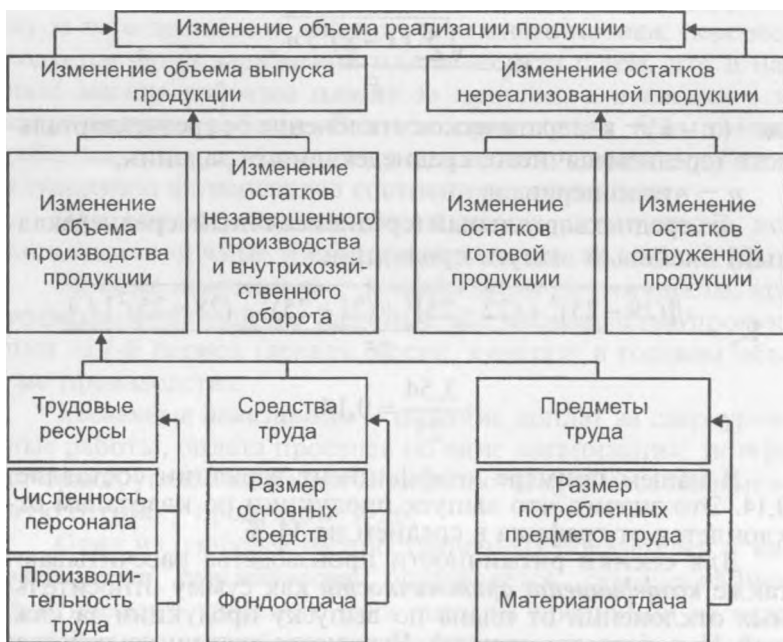 Изменение объема реализации продукции
Изменение объема выпуска
продукции
Изменение остатков
нереализованной продукции
Изменение
объема
производства
продукции
Изменение
остатков
незавершенного
производства
и внутрихозяй-
ственного
оборота
Изменение
остатков
готовой
продукции
Изменение
остатков
отгруженной
продукции
Трудовые
ресурсы
Средства
труда
Предметы
труда
Численность
персонала
Размер
основных
средств
Размер
потребленных
предметов труда
Производи-
тельность
труда
Фондоотдача
Материалоотдача